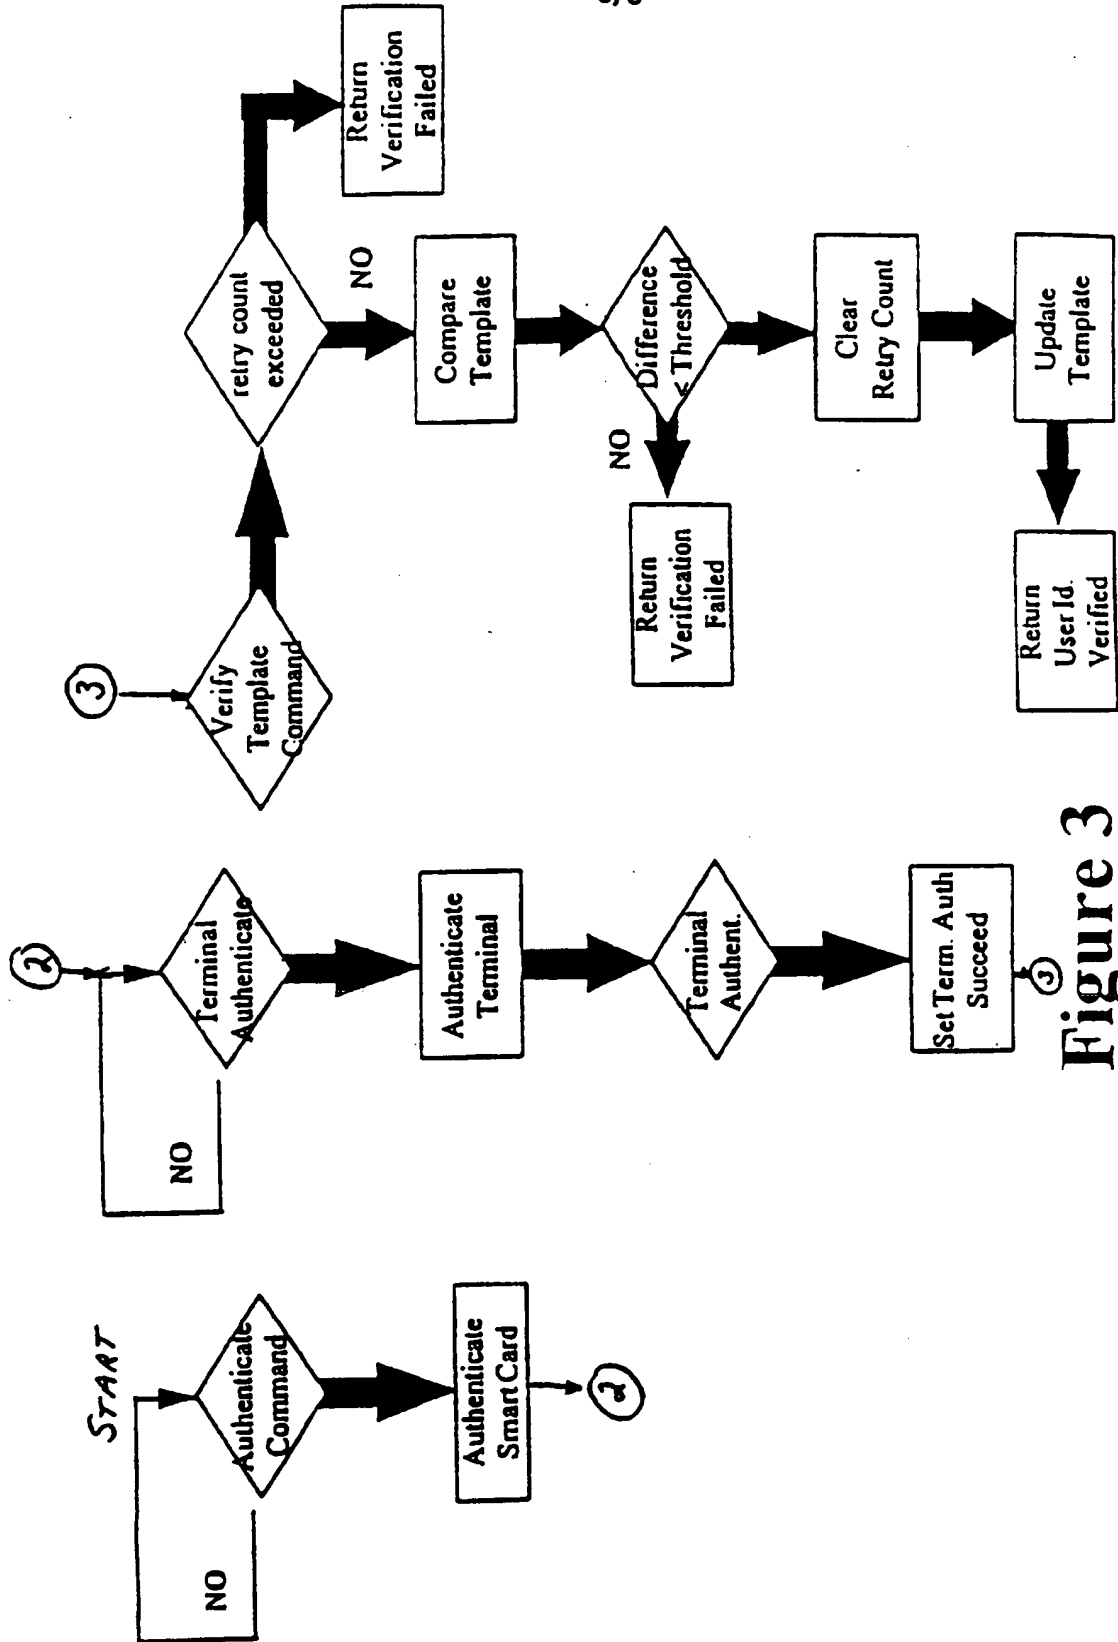 START
Authenticate
Command
NO
Authenticate
Smart Card
2
2
Terminal
Authenticate
NO
Authenticate
Terminal
Terminal
Authent.
Set Term. Auth
Succeed
3
3
Verify
Template
Command
retry count
exceeded
Return
Verification
Failed
NO
Compare
Template
Difference
< Threshold
NO
Return
Verification
Failed
Clear
Retry Count
Update
Template
Return
User Id.
Verified
Figure 3